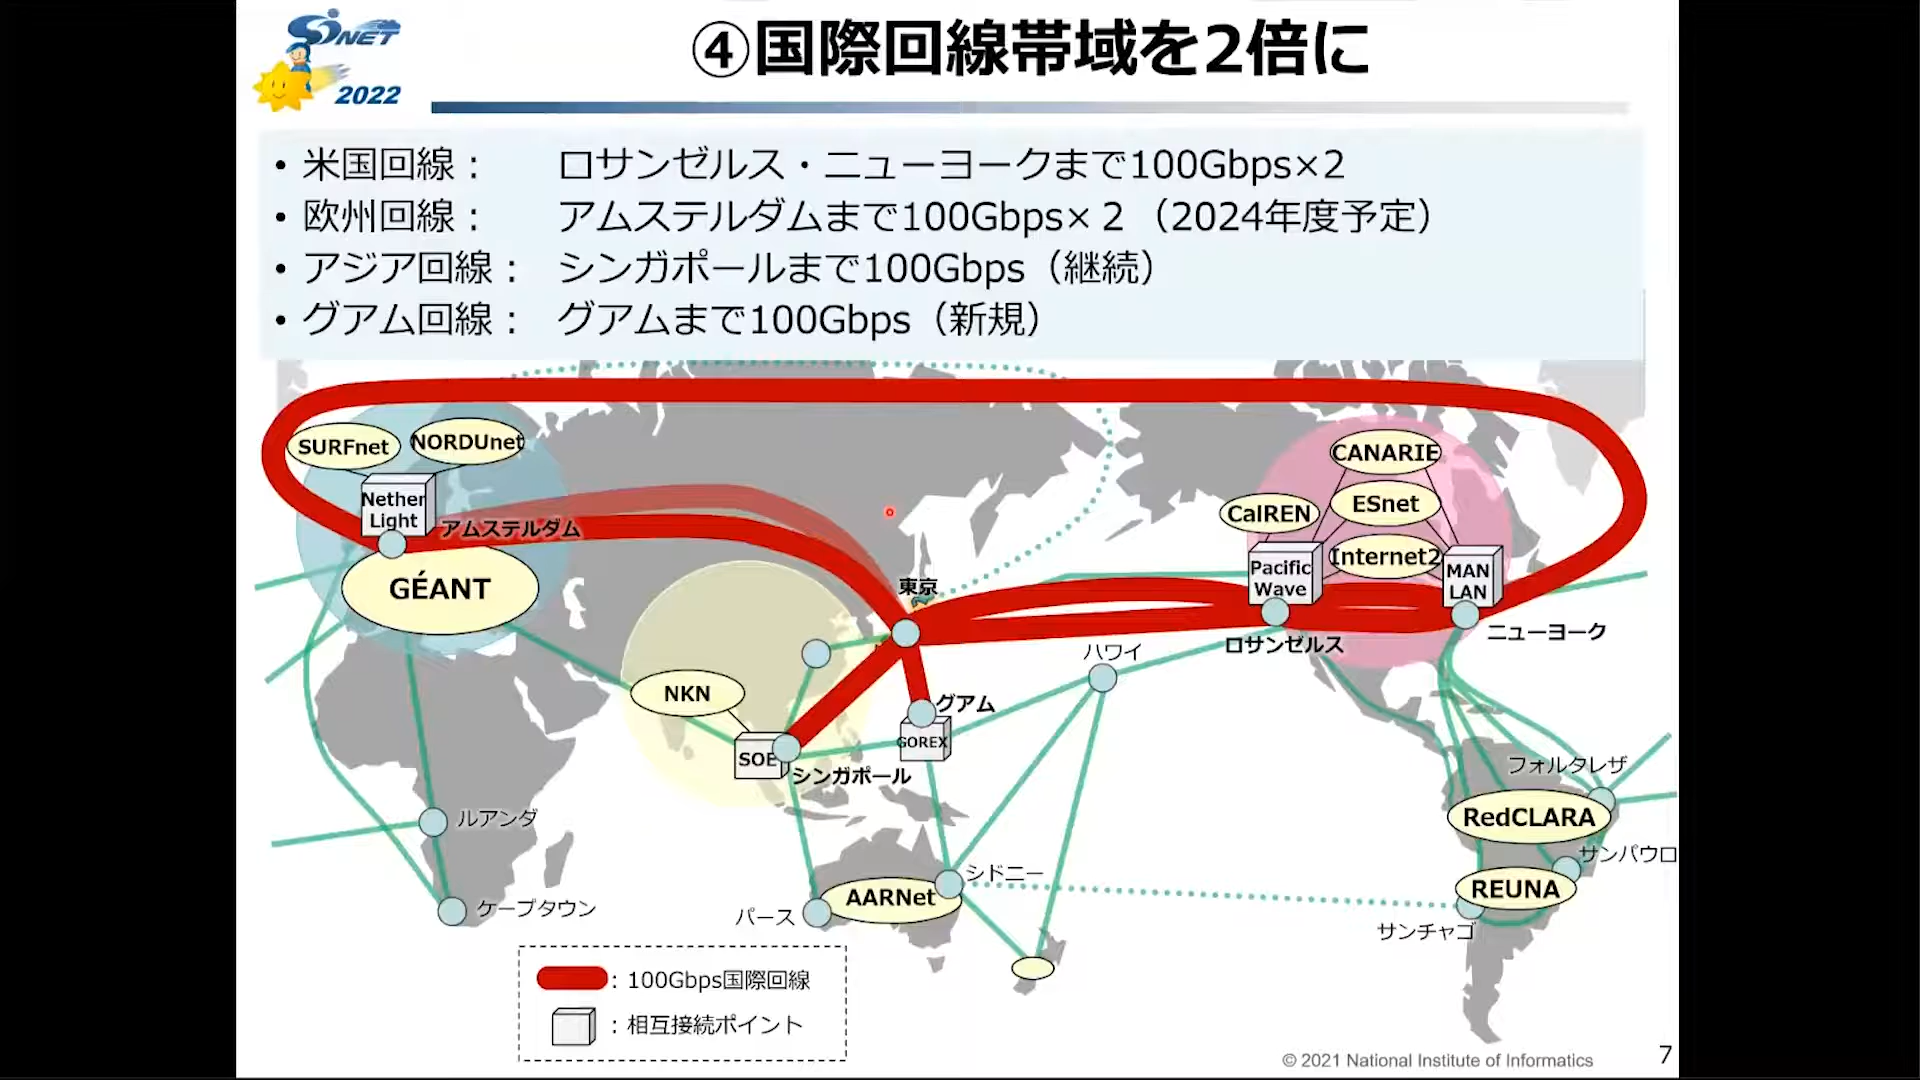 SINET
2022
④国際回線帯域を2倍に
• 米国回線： ロサンゼルス・ニューヨークまで100Gbps×2
• 欧州回線： アムステルダムまで100Gbps×２（2024年度予定）
• アジア回線： シンガポールまで100Gbps（継続）
• グアム回線： グアムまで100Gbps（新規）
SURFnet
NORDUnet
Nether
Light
アムステルダム
GÉANT
東京
NKN
SOE
シンガポール
グアム
GOREX
ハワイ
CANARIE
CalREN
ESnet
Internet2
Pacific
Wave
MAN
LAN
ロサンゼルス
ニューヨーク
ルアンダ
ケープタウン
パース
AARNet
シドニー
フォルタレザ
RedCLARA
サンパウロ
REUNA
サンチャゴ
：100Gbps国際回線
：相互接続ポイント
© 2021 National Institute of Informatics
7